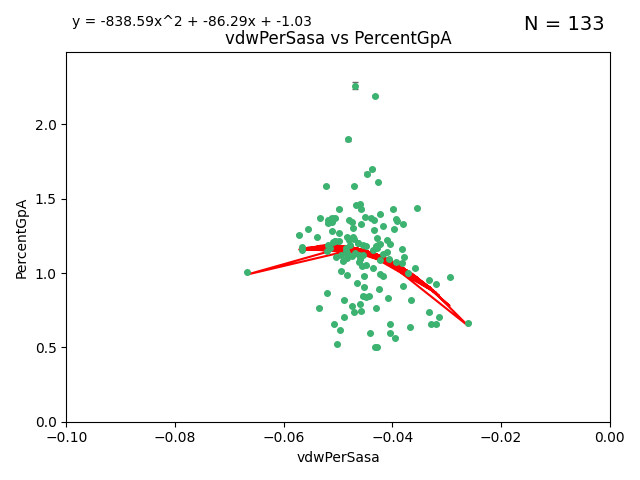 y = -838.59x^2 + -86.29x + -1.03
N = 133
vdwPerSasa vs PercentGpA
PercentGpA
2.0
1.5
1.0
0.5
0.0
−0.10
−0.08
−0.06
−0.04
−0.02
0.00
vdwPerSasa